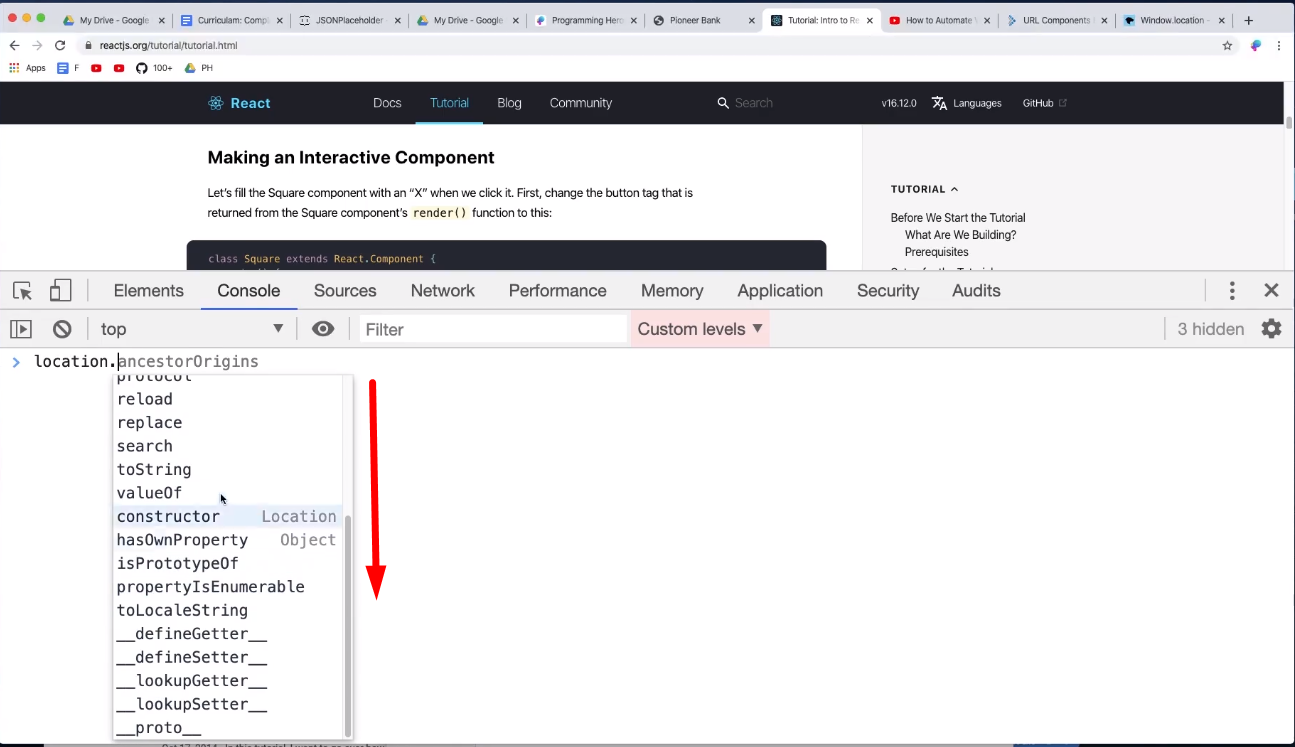 My Drive - Google
Curriculam: Comp
JSONPlaceholder -
My Drive - Google
Programming Hero
Pioneer Bank
Tutorial: Intro to Re
How to Automate
URL Components
Window.location -
reactjs.org/tutorial/tutorial.html
Apps F 100+ PH
React Docs Tutorial Blog Community Search v16.12.0 Languages GitHub
Making an Interactive Component
Let's fill the Square component with an “X” when we click it. First, change the button tag that is
returned from the Square component's render() function to this:
class Square extends React.Component {
TUTORIAL
Before We Start the Tutorial
What Are We Building?
Prerequisites
Elements Console Sources Network Performance Memory Application Security Audits
top Filter Custom levels ▼ 3 hidden
> location.ancestorOrigins
protocol
reload
replace
search
toString
valueOf
constructor Location
hasOwnProperty Object
isPrototypeOf
propertyIsEnumerable
toLocaleString
__defineGetter__
__defineSetter__
__lookupGetter__
__lookupSetter__
__proto__